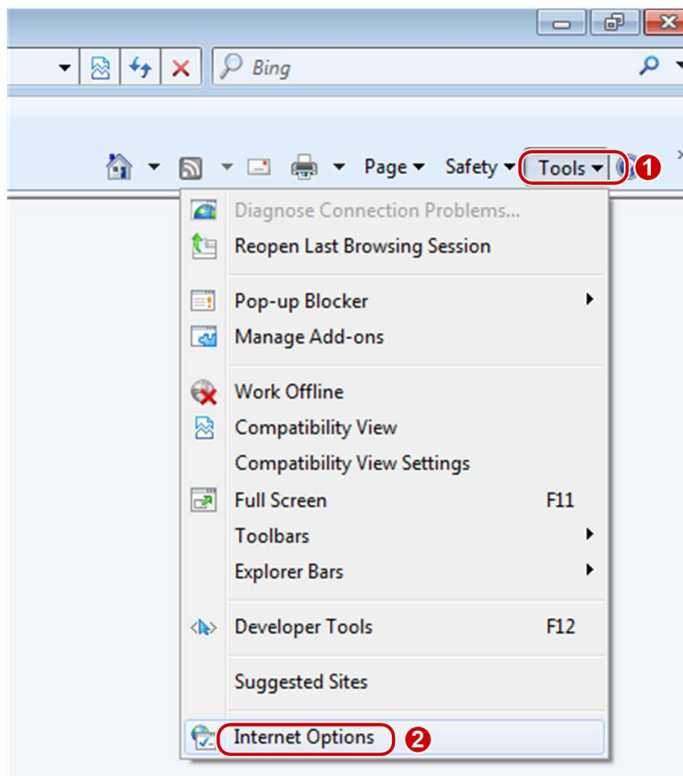 Bing
Page Safety Tools 1
Diagnose Connection Problems...
Reopen Last Browsing Session
Pop-up Blocker
Manage Add-ons
Work Offline
Compatibility View
Compatibility View Settings
Full Screen F11
Toolbars
Explorer Bars
Developer Tools F12
Suggested Sites
Internet Options 2